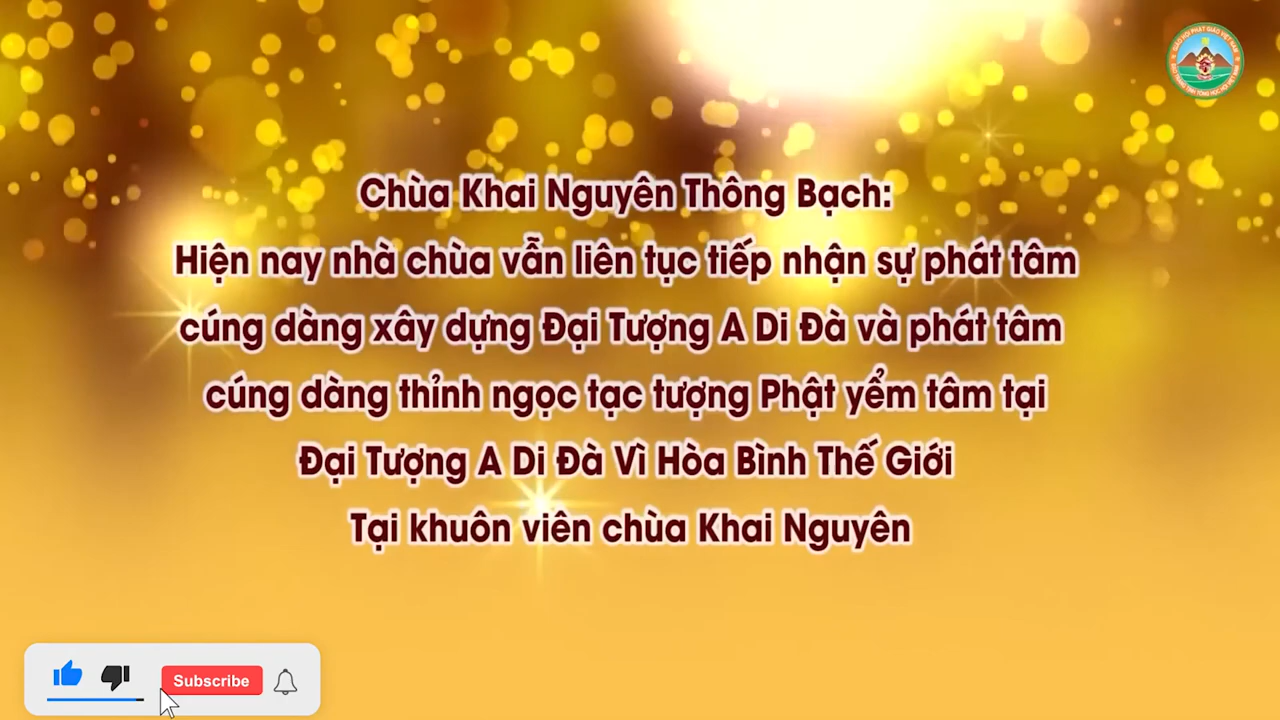 Chùa Khai Nguyên Thông Bạch:
Hiện nay nhà chùa vẫn liên tục tiếp nhận sự phát tâm
cúng dàng xây dựng Đại Tượng A Di Đà và phát tâm
cúng dàng thỉnh ngọc tạc tượng Phật yểm tâm tại
Đại Tượng A Di Đà Vì Hòa Bình Thế Giới
Tại khuôn viên chùa Khai Nguyên
Subscribe